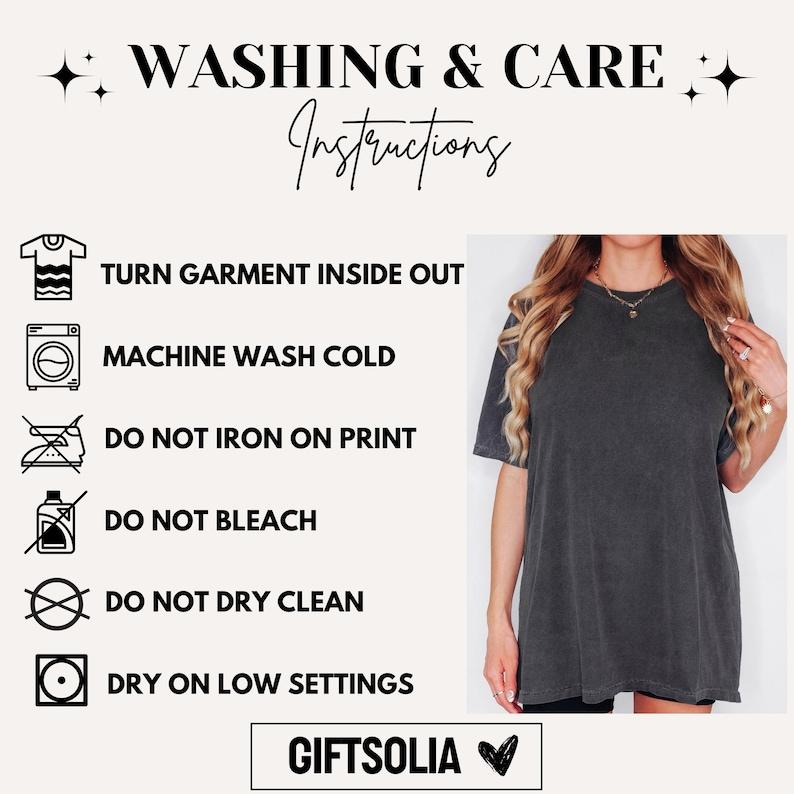 WASHING & CARE
Instructions
TURN GARMENT INSIDE OUT
MACHINE WASH COLD
DO NOT IRON ON PRINT
DO NOT BLEACH
DO NOT DRY CLEAN
DRY ON LOW SETTINGS
GIFTSOLIA